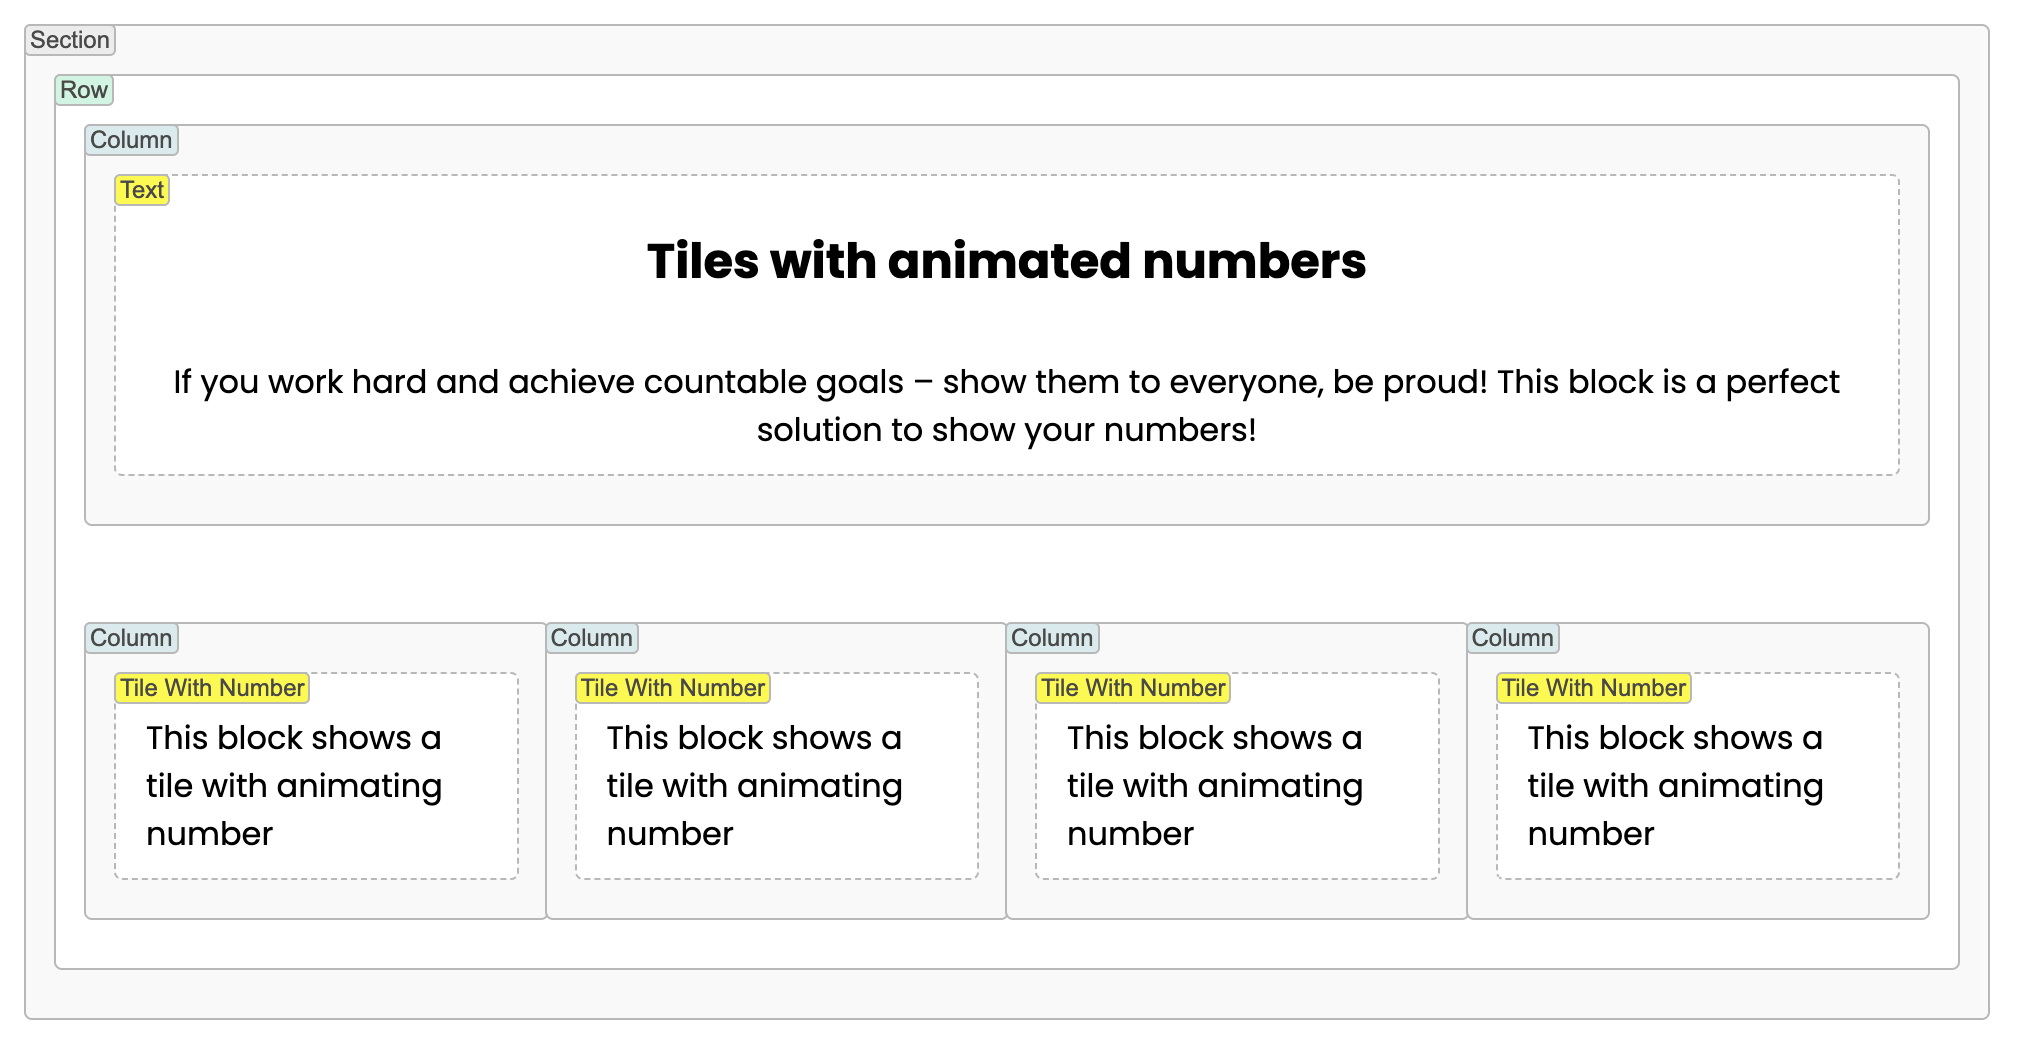 Section
Row
Column
Text
Tiles with animated numbers
If you work hard and achieve countable goals – show them to everyone, be proud! This block is a perfect
solution to show your numbers!
Column
Tile With Number
This block shows a
tile with animating
number
Column
Tile With Number
This block shows a
tile with animating
number
Column
Tile With Number
This block shows a
tile with animating
number
Column
Tile With Number
This block shows a
tile with animating
number